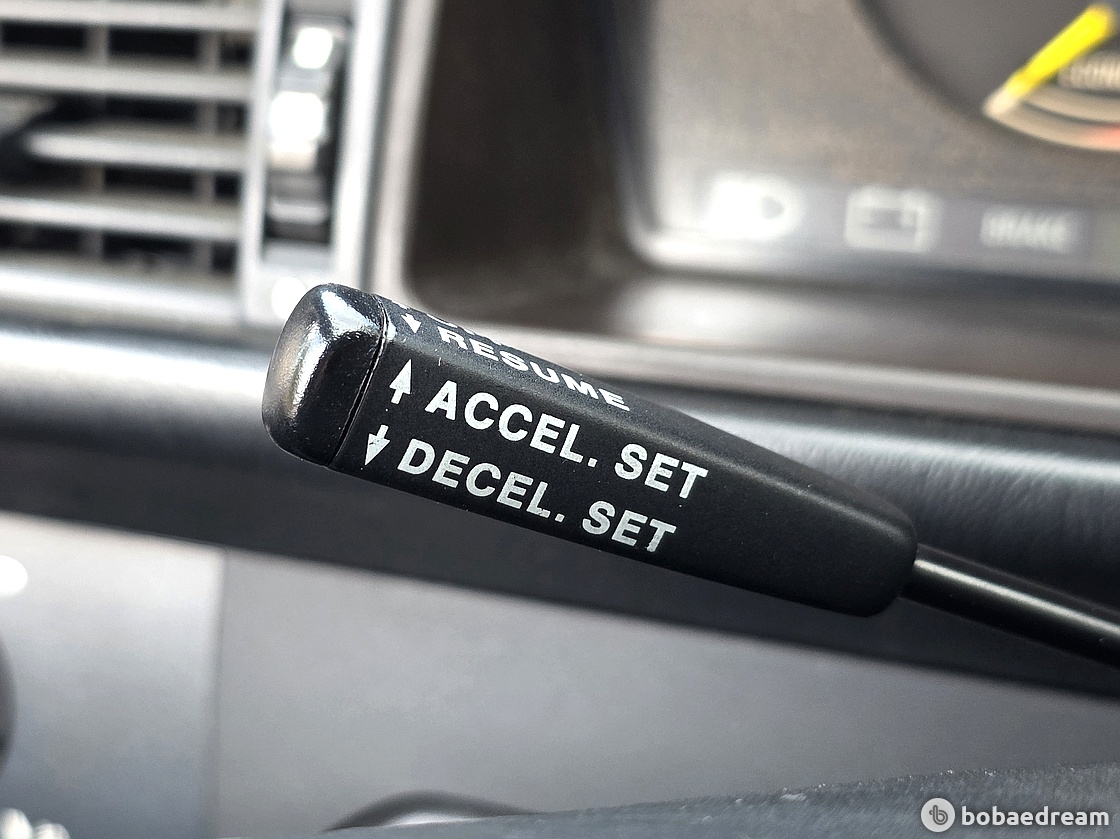 ↓ RESUME
↑ ACCEL. SET
↓ DECEL. SET
BRAKE
bobaedream